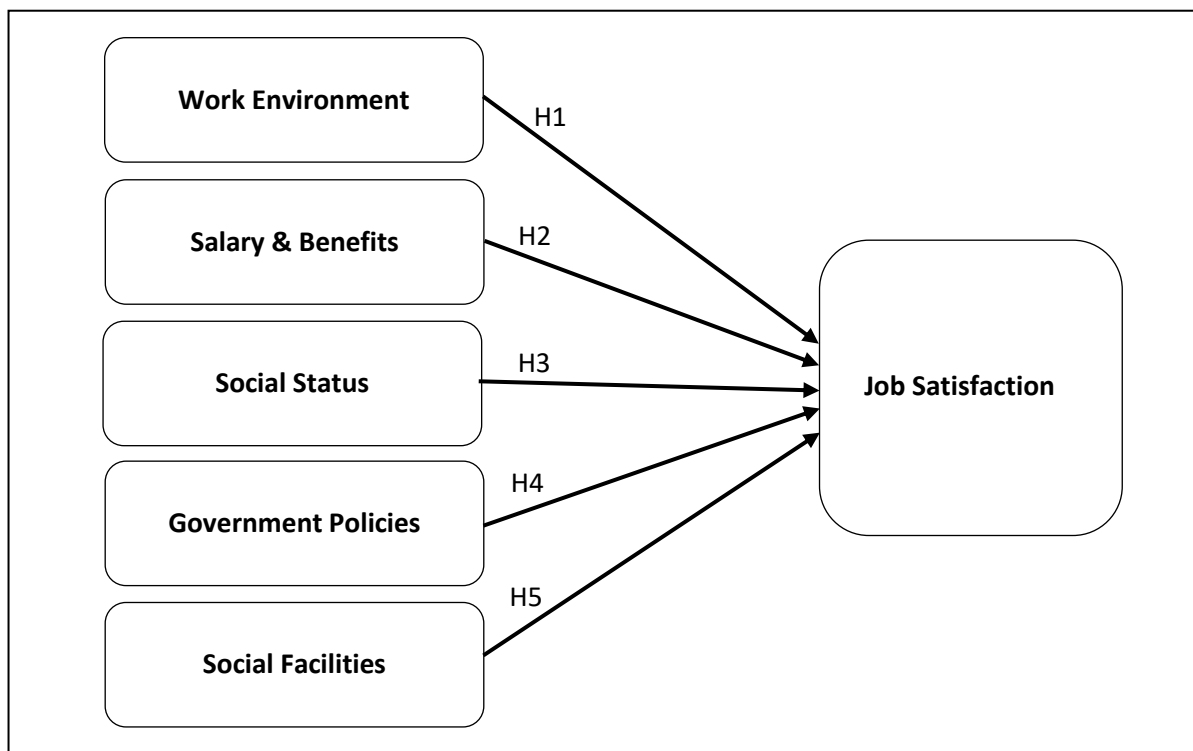 Work Environment
H1
Salary & Benefits
H2
Social Status
H3
Job Satisfaction
Government Policies
H4
Social Facilities
H5